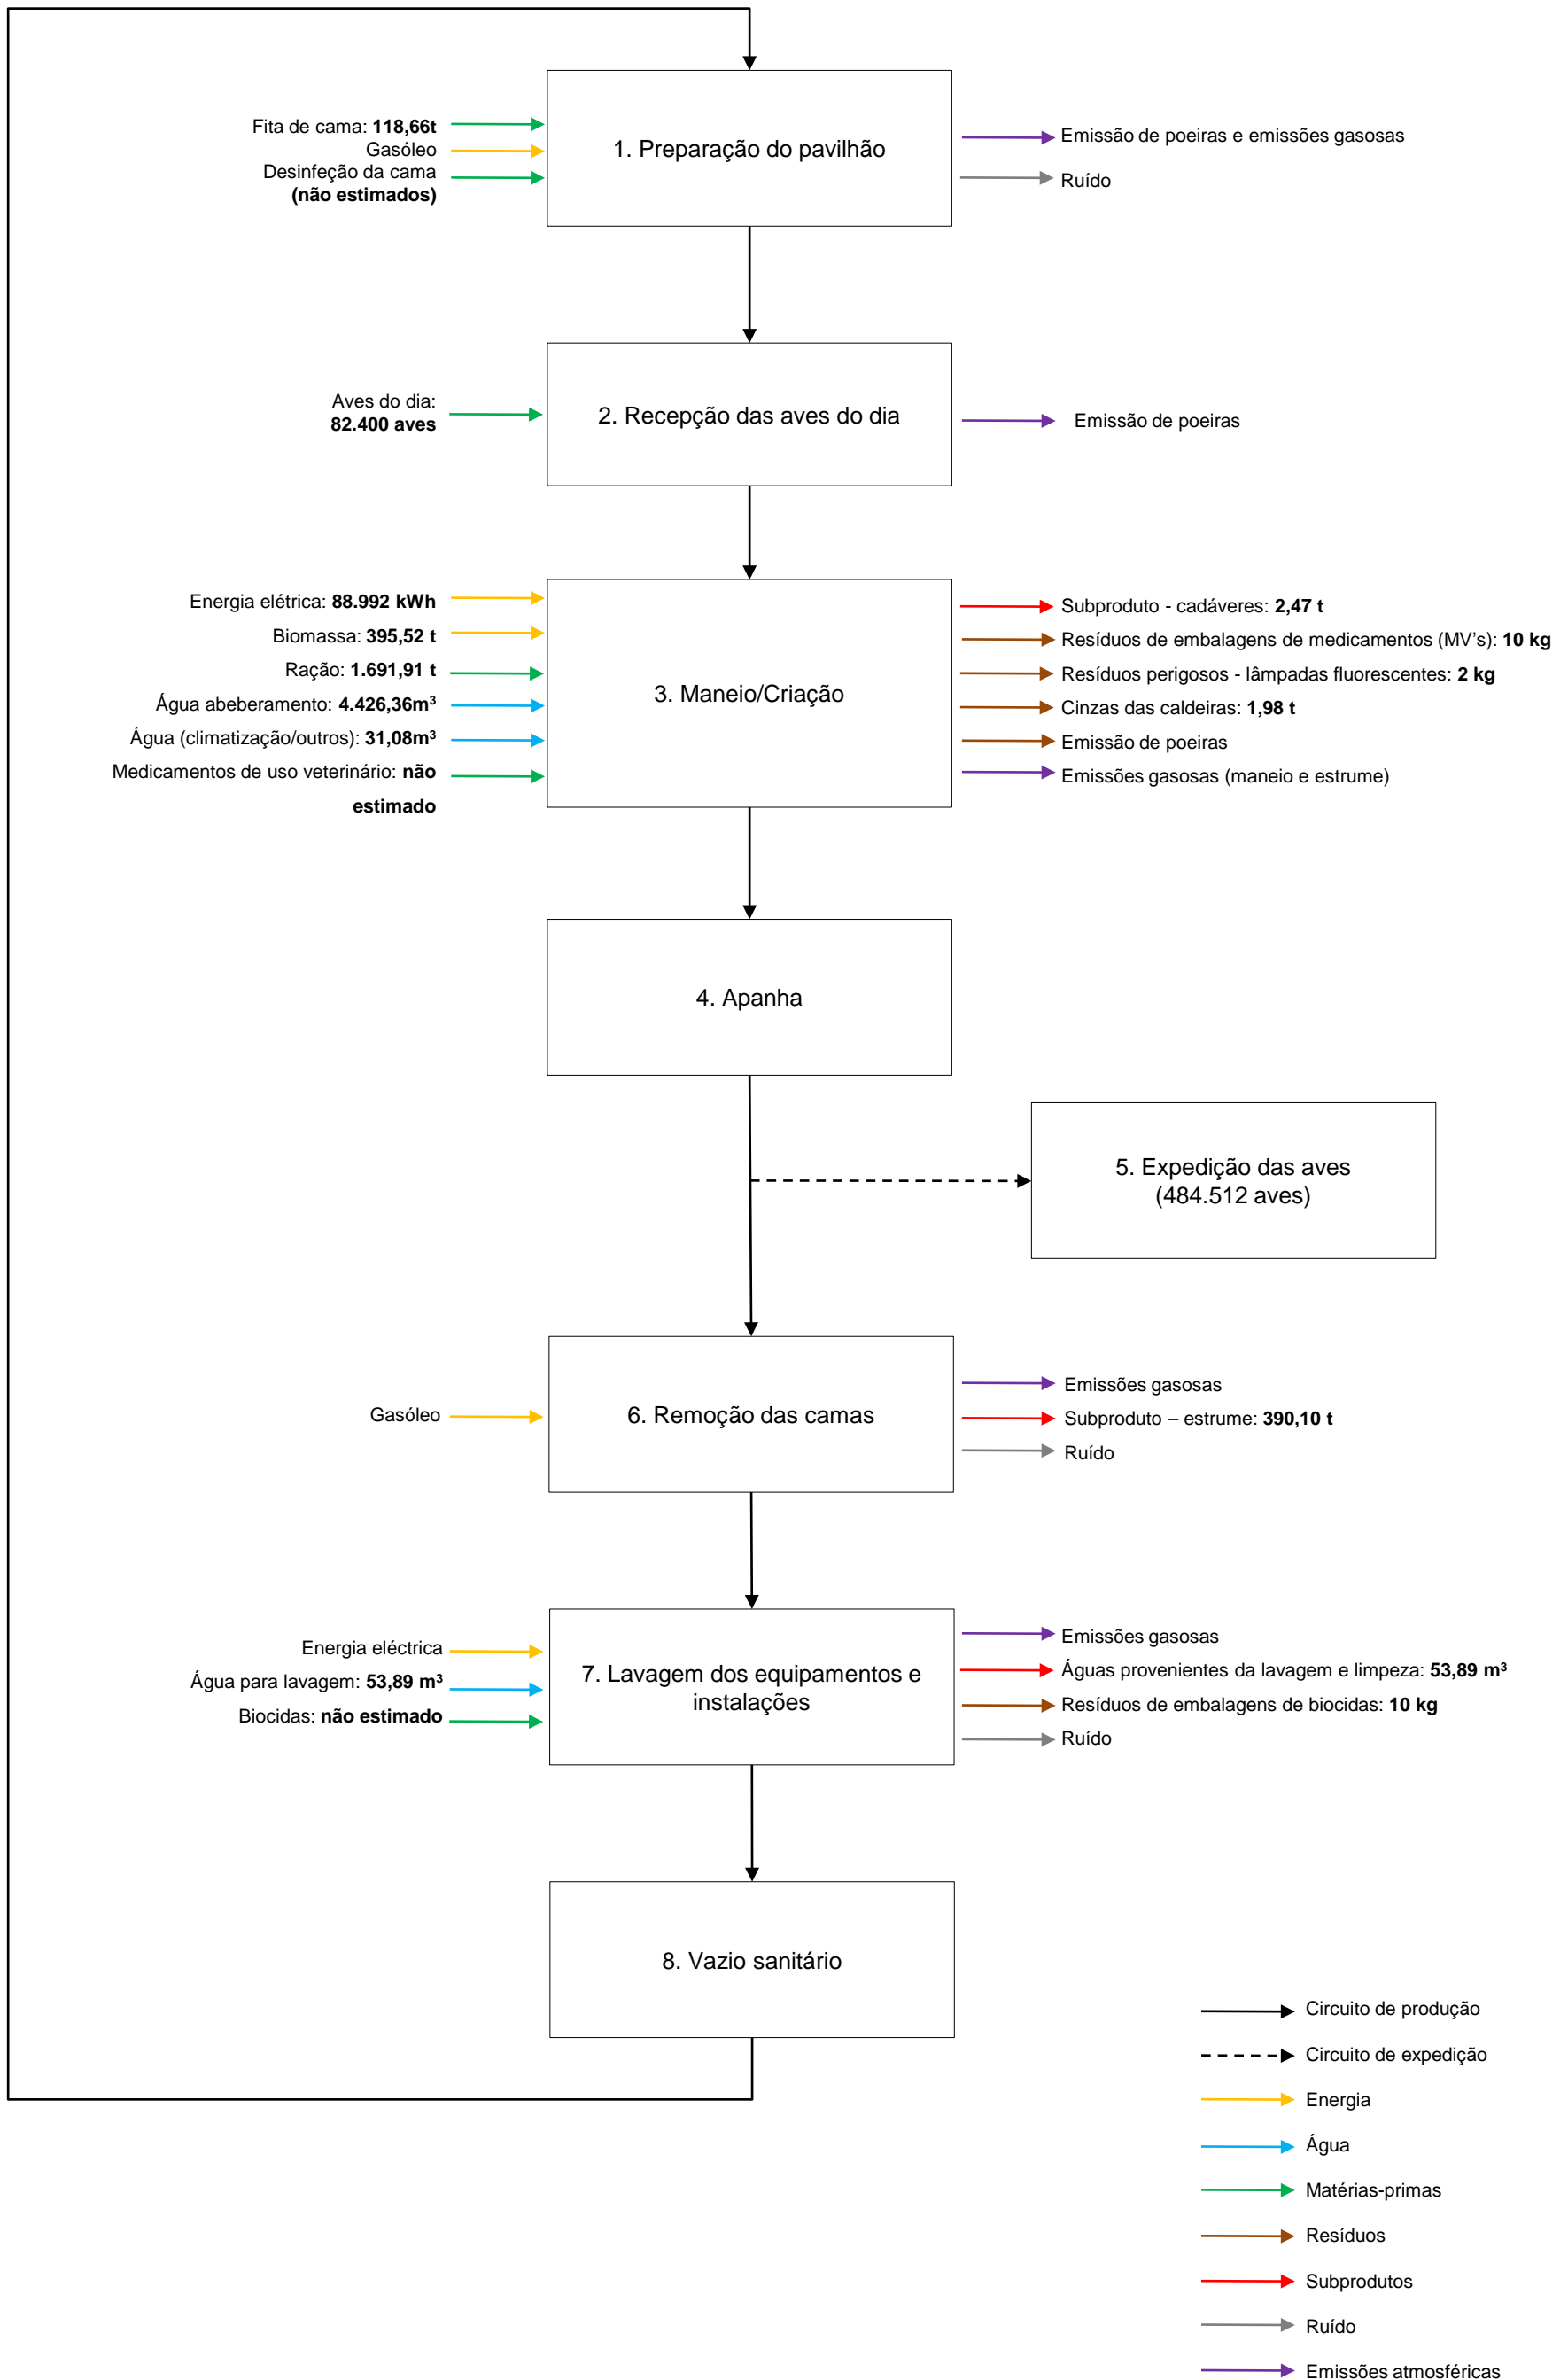 Fita de cama: 118,66t
Gasóleo
Desinfeção da cama
(não estimados)
1. Preparação do pavilhão
Emissão de poeiras e emissões gasosas
Ruído
Aves do dia:
82.400 aves
2. Recepção das aves do dia
Emissão de poeiras
Energia elétrica: 88.992 kWh
Biomassa: 395,52 t
Ração: 1.691,91 t
Água abeberamento: 4.426,36m³
Água (climatização/outros): 31,08m³
Medicamentos de uso veterinário: não
estimado
3. Maneio/Criação
Subproduto - cadáveres: 2,47 t
Resíduos de embalagens de medicamentos (MV's): 10 kg
Resíduos perigosos - lâmpadas fluorescentes: 2 kg
Cinzas das caldeiras: 1,98 t
Emissão de poeiras
Emissões gasosas (maneio e estrume)
4. Apanha
5. Expedição das aves
(484.512 aves)
Gasóleo
6. Remoção das camas
Emissões gasosas
Subproduto – estrume: 390,10 t
Ruído
Energia eléctrica
Água para lavagem: 53,89 m³
Biocidas: não estimado
7. Lavagem dos equipamentos e
instalações
Emissões gasosas
Águas provenientes da lavagem e limpeza: 53,89 m³
Resíduos de embalagens de biocidas: 10 kg
Ruído
8. Vazio sanitário
Circuito de produção
Circuito de expedição
Energia
Água
Matérias-primas
Resíduos
Subprodutos
Ruído
Emissões atmosféricas